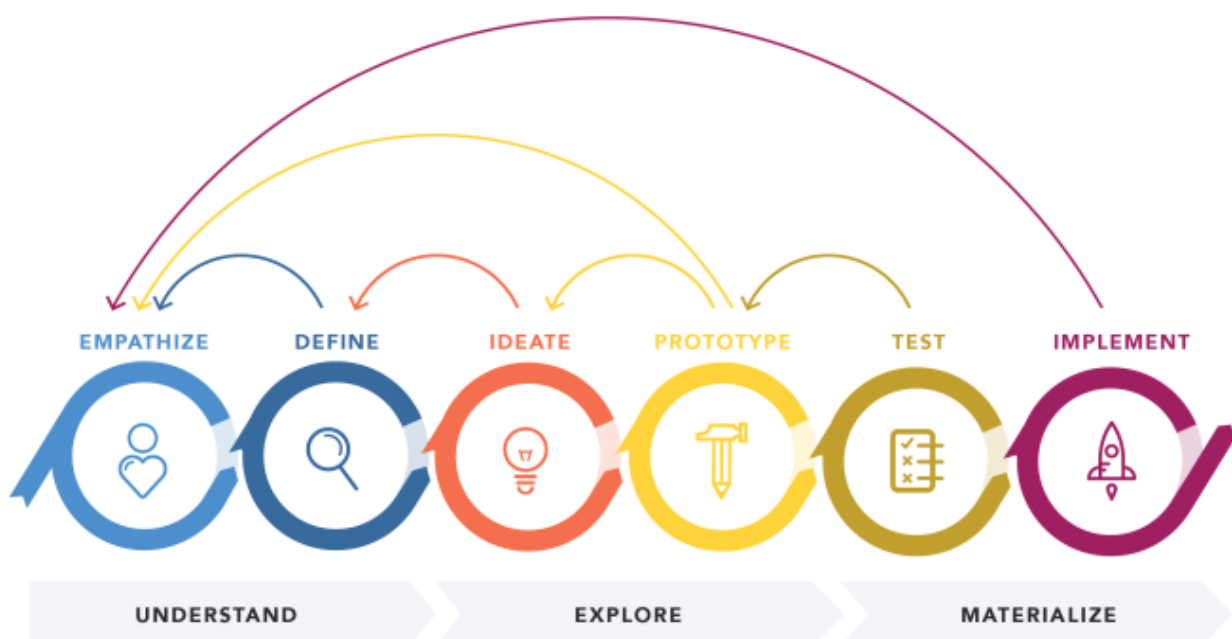 EMPATHIZE
DEFINE
IDEATE
PROTOTYPE
TEST
IMPLEMENT
UNDERSTAND
EXPLORE
MATERIALIZE